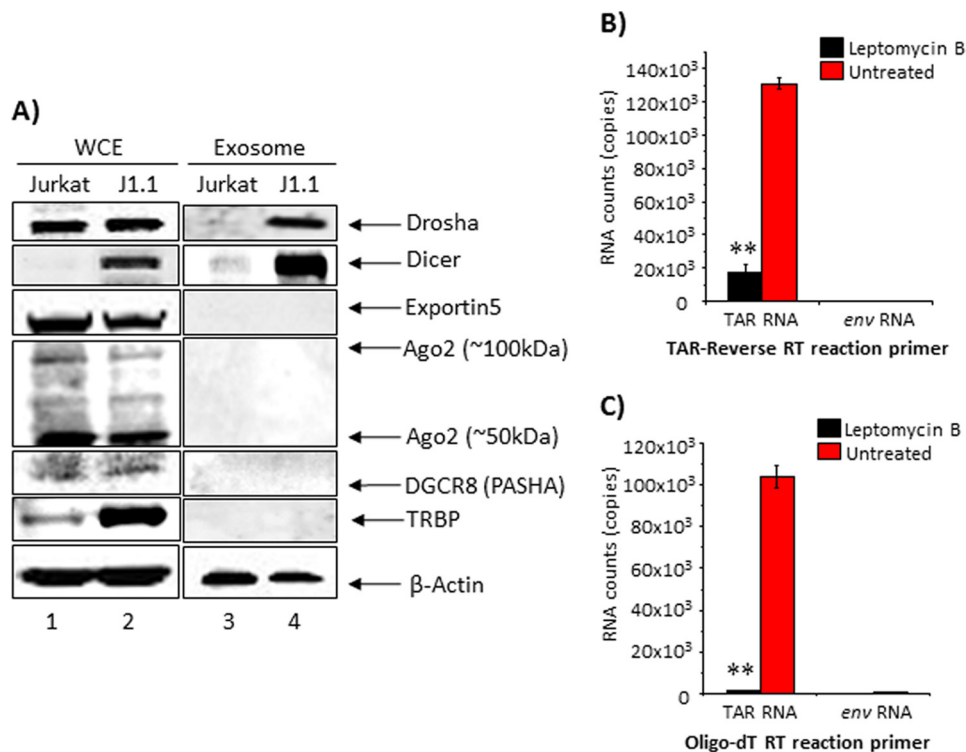 A)
WCE Exosome
Jurkat J1.1 Jurkat J1.1
Drosha
Dicer
Exportin5
Ago2 (~100kDa)
Ago2 (~50kDa)
DGCR8 (PASHA)
TRBP
β-Actin
1 2 3 4
B)
Leptomycin B
Untreated
RNA counts (copies)
140x10³
120x10³
100x10³
80x10³
60x10³
40x10³
20x10³
0
**
TAR RNA env RNA
TAR-Reverse RT reaction primer
C)
Leptomycin B
Untreated
RNA counts (copies)
120x10³
100x10³
80x10³
60x10³
40x10³
20x10³
0
**
TAR RNA env RNA
Oligo-dT RT reaction primer